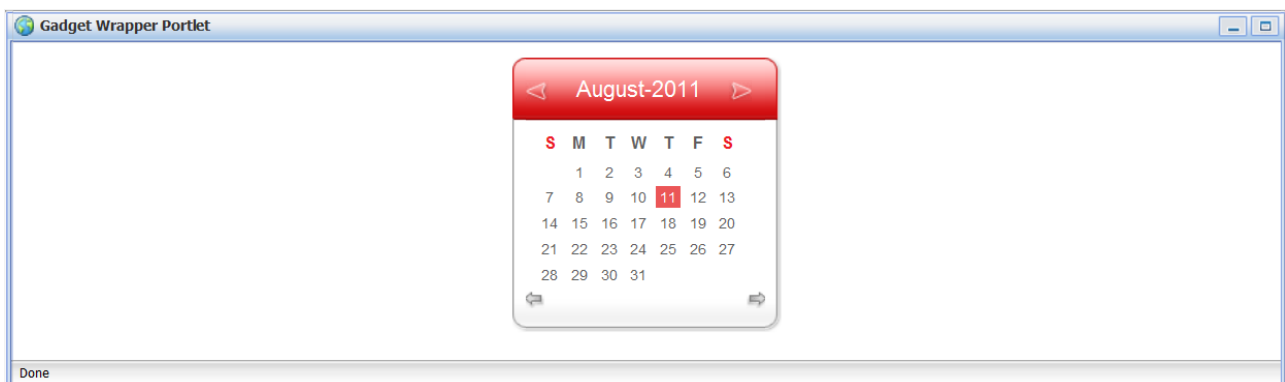 Gadget Wrapper Portlet
August-2011
S M T W T F S
1 2 3 4 5 6
7 8 9 10 11 12 13
14 15 16 17 18 19 20
21 22 23 24 25 26 27
28 29 30 31
Done